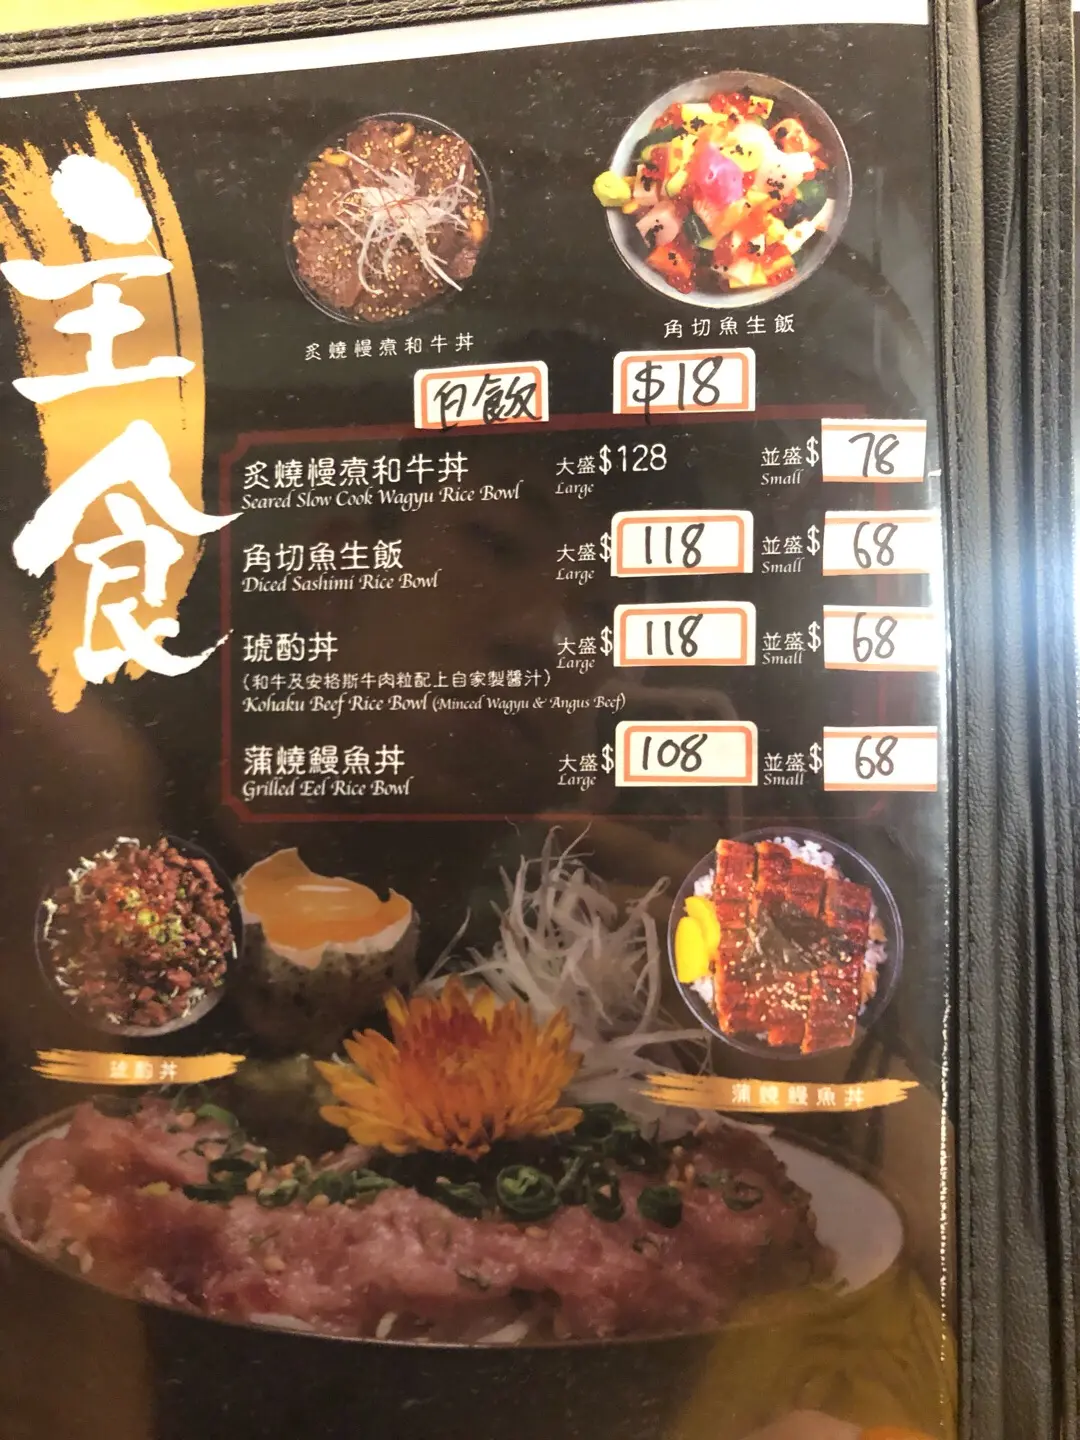 主食
炙燒慢煮和牛丼
角切魚生飯
白飯 $18
炙燒慢煮和牛丼 大盛$128 並盛$78
Seared Slow Cook Wagyu Rice Bowl Large Small
角切魚生飯 大盛$118 並盛$68
Diced Sashimi Rice Bowl Large Small
琥酌丼 大盛$118 並盛$68
Large Small
(和牛及安格斯牛肉粒配上自家製醬汁)
Kohaku Beef Rice Bowl (Minced Wagyu & Angus Beef)
蒲燒鰻魚丼 大盛$108 並盛$68
Grilled Eel Rice Bowl Large Small
琥酌丼
蒲燒鰻魚丼